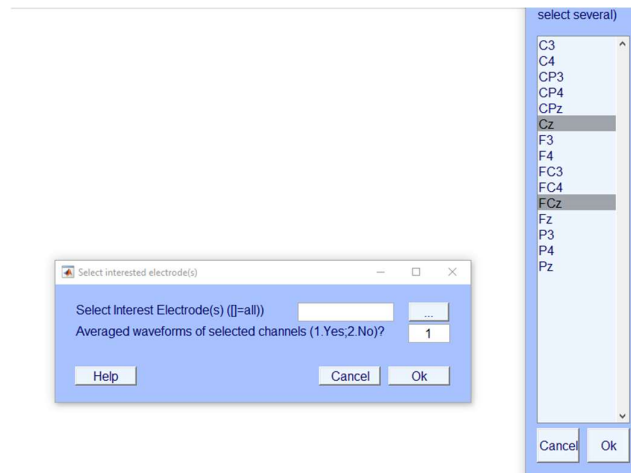 select several)
C3
C4
CP3
CP4
CPz
Cz
F3
F4
FC3
FC4
FCz
Fz
P3
P4
Pz
Cancel
Ok
Select interested electrode(s)
Select Interest Electrode(s) ([]=all))
...
Averaged waveforms of selected channels (1.Yes;2.No)?
1
Help
Cancel
Ok